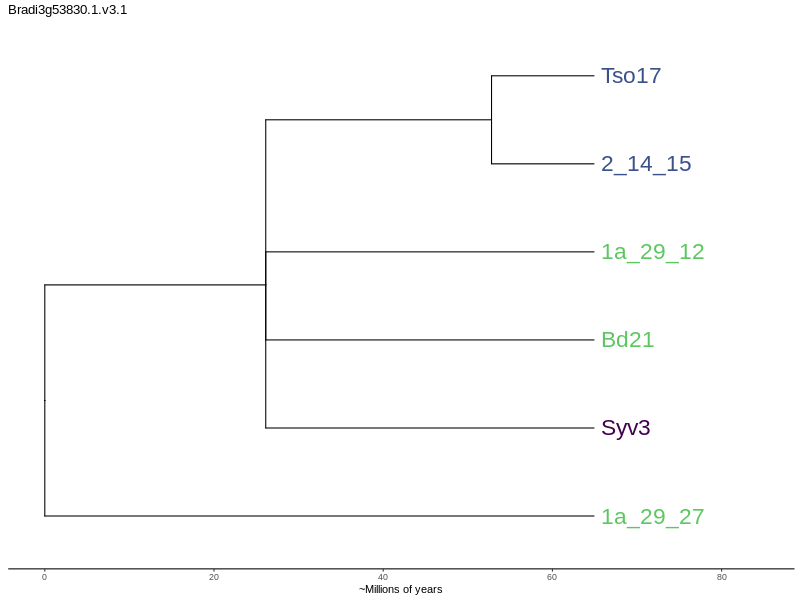 Bradi3g53830.1.v3.1
Tso17
2_14_15
1a_29_12
Bd21
Syv3
1a_29_27
0 20 40 60 80
~Millions of years